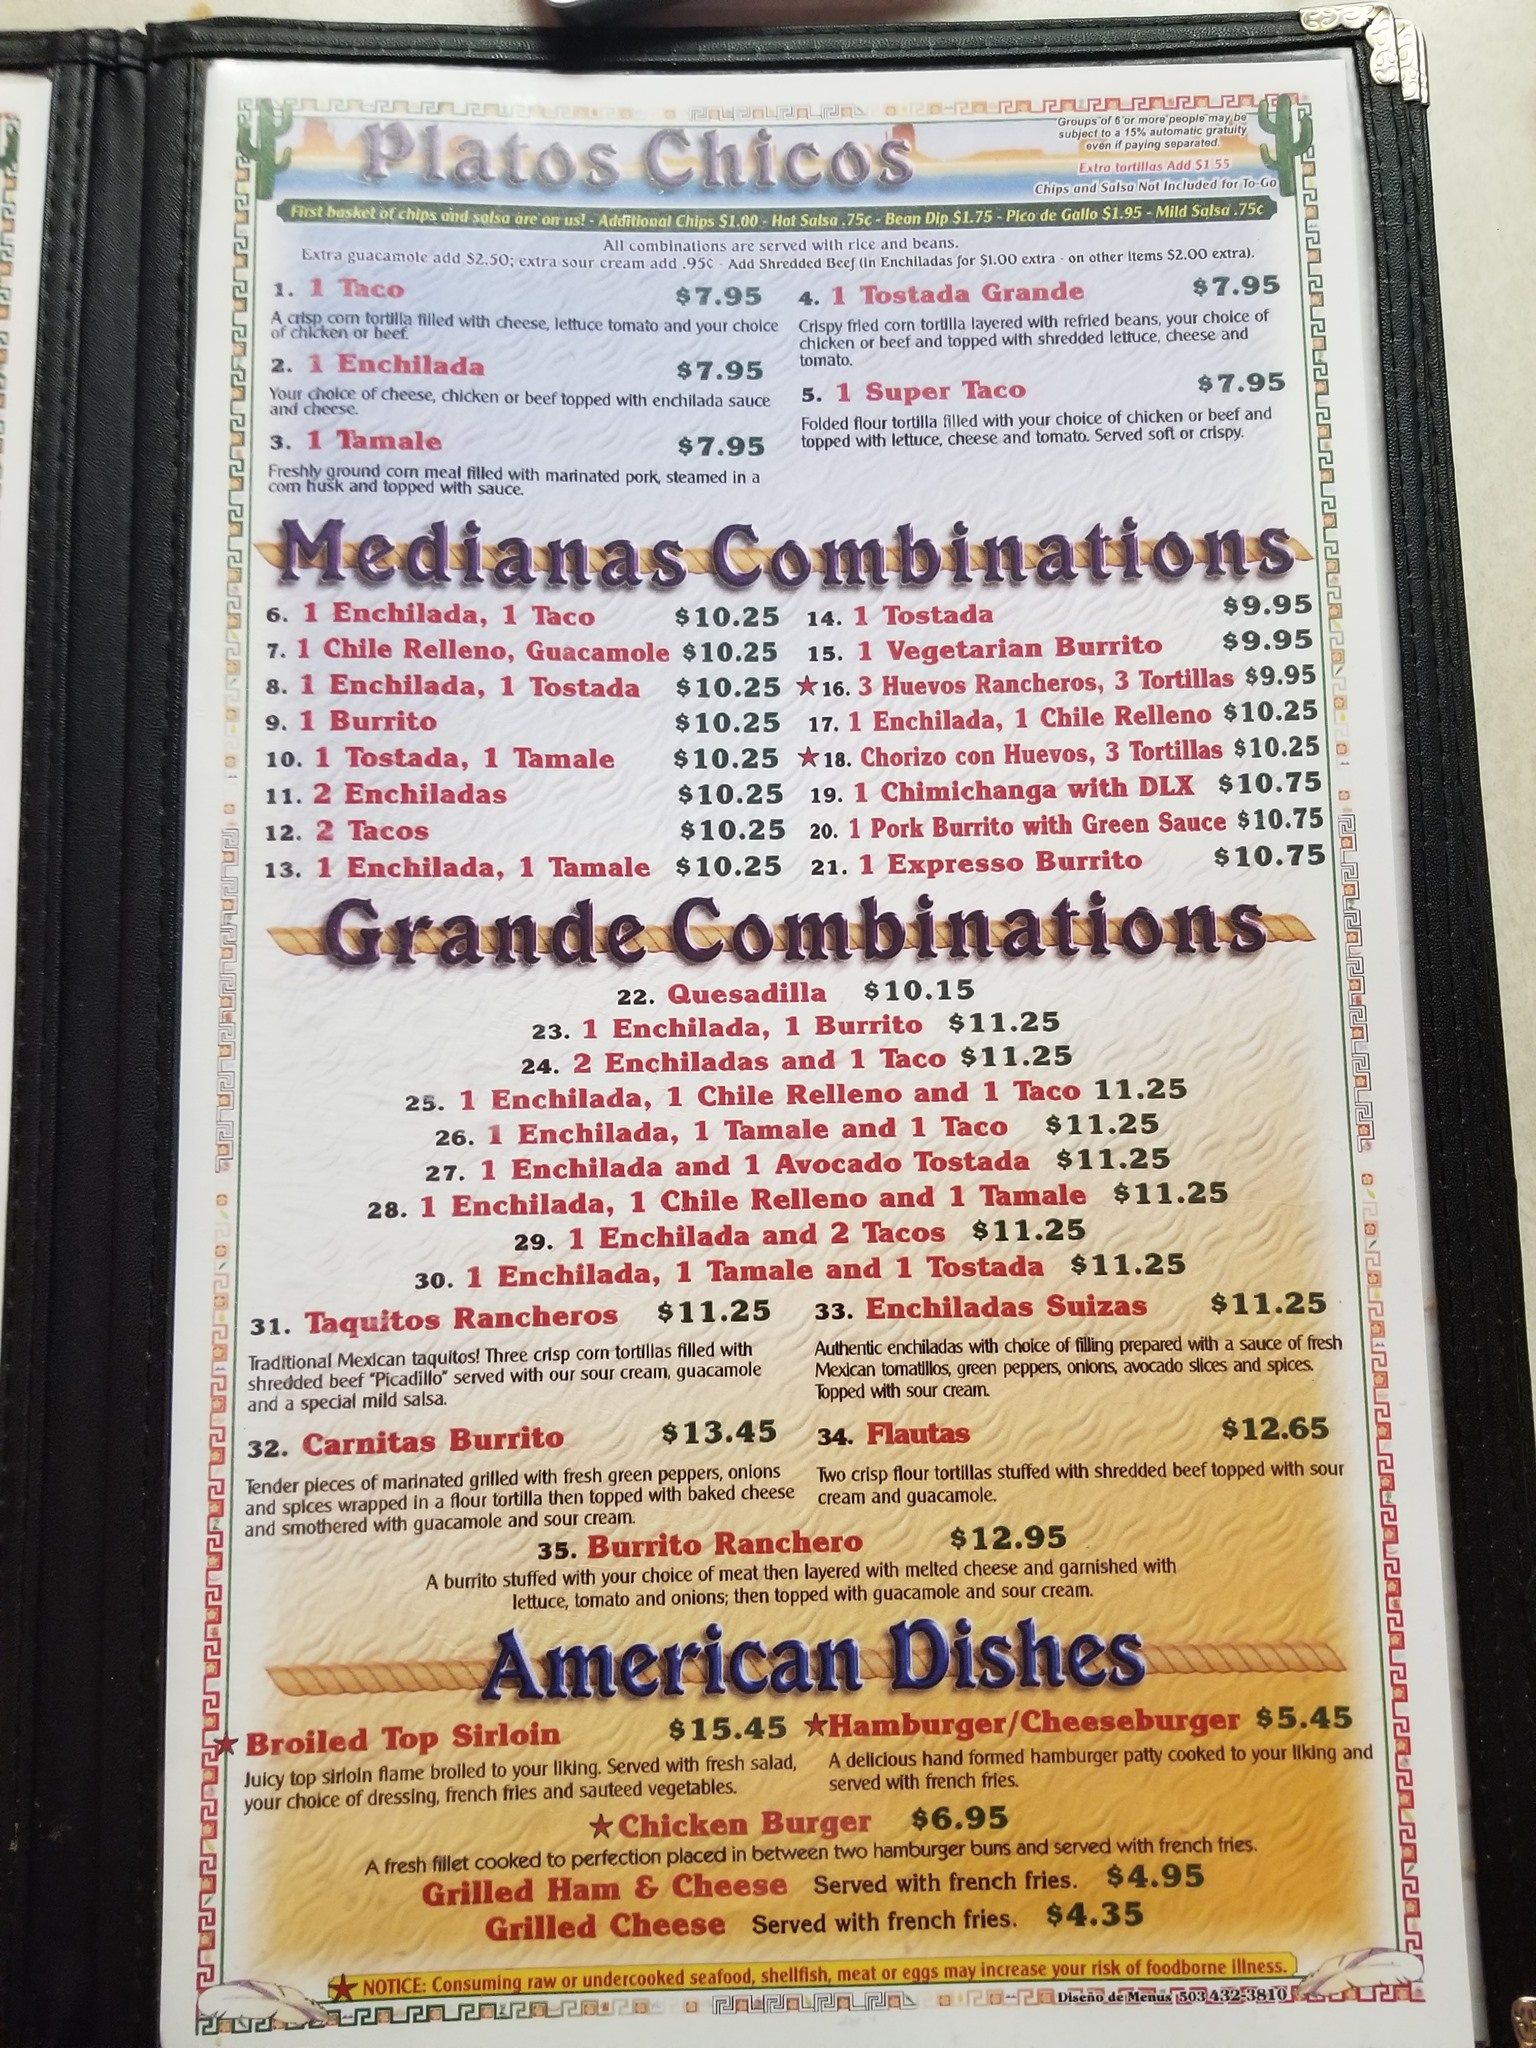 Platos Chicos
Groups of 6 or more people may be
subject to a 15% automatic gratuity
even if paying separated.
Extra tortillas Add $1.55
Chips and Salsa Not Included for To-Go
First basket of chips and salsa are on us! - Additional Chips $1.00 - Hot Salsa .75c - Bean Dip $1.75 - Pico de Gallo $1.95 - Mild Salsa .75c
All combinations are served with rice and beans.
Extra guacamole add $2.50; extra sour cream add .95c - Add Shredded Beef (in Enchiladas for $1.00 extra - on other items $2.00 extra).
1. 1 Taco $7.95
A crisp corn tortilla filled with cheese, lettuce tomato and your choice
of chicken or beef.
2. 1 Enchilada $7.95
Your choice of cheese, chicken or beef topped with enchilada sauce
and cheese.
3. 1 Tamale $7.95
Freshly ground corn meal filled with marinated pork, steamed in a
corn husk and topped with sauce.
4. 1 Tostada Grande $7.95
Crispy fried corn tortilla layered with refried beans, your choice of
chicken or beef and topped with shredded lettuce, cheese and
tomato.
5. 1 Super Taco $7.95
Folded flour tortilla filled with your choice of chicken or beef and
topped with lettuce, cheese and tomato. Served soft or crispy.
Medianas Combinations
6. 1 Enchilada, 1 Taco $10.25
7. 1 Chile Relleno, Guacamole $10.25
8. 1 Enchilada, 1 Tostada $10.25
9. 1 Burrito $10.25
10. 1 Tostada, 1 Tamale $10.25
11. 2 Enchiladas $10.25
12. 2 Tacos $10.25
13. 1 Enchilada, 1 Tamale $10.25
14. 1 Tostada $9.95
15. 1 Vegetarian Burrito $9.95
★16. 3 Huevos Rancheros, 3 Tortillas $9.95
17. 1 Enchilada, 1 Chile Relleno $10.25
★18. Chorizo con Huevos, 3 Tortillas $10.25
19. 1 Chimichanga with DLX $10.75
20. 1 Pork Burrito with Green Sauce $10.75
21. 1 Expresso Burrito $10.75
Grande Combinations
22. Quesadilla $10.15
23. 1 Enchilada, 1 Burrito $11.25
24. 2 Enchiladas and 1 Taco $11.25
25. 1 Enchilada, 1 Chile Relleno and 1 Taco 11.25
26. 1 Enchilada, 1 Tamale and 1 Taco $11.25
27. 1 Enchilada and 1 Avocado Tostada $11.25
28. 1 Enchilada, 1 Chile Relleno and 1 Tamale $11.25
29. 1 Enchilada and 2 Tacos $11.25
30. 1 Enchilada, 1 Tamale and 1 Tostada $11.25
31. Taquitos Rancheros $11.25
Traditional Mexican taquitos! Three crisp corn tortillas filled with
shredded beef "Picadillo" served with our sour cream, guacamole
and a special mild salsa.
32. Carnitas Burrito $13.45
Tender pieces of marinated grilled with fresh green peppers, onions
and spices wrapped in a flour tortilla then topped with baked cheese
and smothered with guacamole and sour cream.
33. Enchiladas Suizas $11.25
Authentic enchiladas with choice of filling prepared with a sauce of fresh
Mexican tomatillos, green peppers, onions, avocado slices and spices.
Topped with sour cream.
34. Flautas $12.65
Two crisp flour tortillas stuffed with shredded beef topped with sour
cream and guacamole.
35. Burrito Ranchero $12.95
A burrito stuffed with your choice of meat then layered with melted cheese and garnished with
lettuce, tomato and onions; then topped with guacamole and sour cream.
American Dishes
★Broiled Top Sirloin $15.45
Juicy top sirloin flame broiled to your liking. Served with fresh salad,
your choice of dressing, french fries and sauteed vegetables.
★Hamburger/Cheeseburger $5.45
A delicious hand formed hamburger patty cooked to your liking and
served with french fries.
★Chicken Burger $6.95
A fresh fillet cooked to perfection placed in between two hamburger buns and served with french fries.
Grilled Ham & Cheese Served with french fries. $4.95
Grilled Cheese Served with french fries. $4.35
★NOTICE: Consuming raw or undercooked seafood, shellfish, meat or eggs may increase your risk of foodborne illness.
Diseño de Menus 503 432-3810